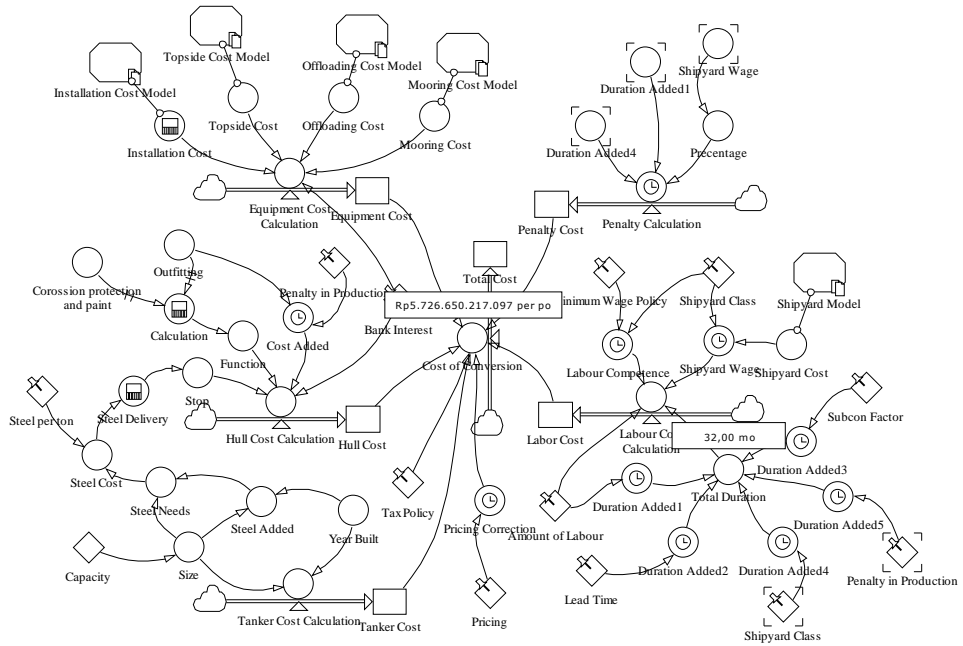 Topside Cost Model
Offloading Cost Model
Mooring Cost Model
Installation Cost Model
Duration Added1
Shipyard Wage
Topside Cost
Offloading Cost
Mooring Cost
Installation Cost
Duration Added4
Precentage
Equipment Cost
Calculation
Equipment Cost
Penalty Cost
Penalty Calculation
Corossion protection
and paint
Outfitting
Penalty in Production
Total Cost
Rp5.726.650.217.097 per po
inimum Wage Policy
Shipyard Class
Shipyard Model
Calculation
Function
Cost Added
Bank Interest
Cost of Conversion
Labour Competence
Shipyard Wage
Shipyard Cost
Steel per ton
Steel Delivery
Stop
Hull Cost Calculation
Hull Cost
Labor Cost
Labour Co
Calculation
32,00 mo
Subcon Factor
Steel Cost
Steel Needs
Steel Added
Year Built
Tax Policy
Pricing Correction
Amount of Labour
Duration Added1
Total Duration
Duration Added3
Duration Added5
Capacity
Size
Lead Time
Duration Added2
Duration Added4
Penalty in Production
Tanker Cost Calculation
Tanker Cost
Pricing
Shipyard Class